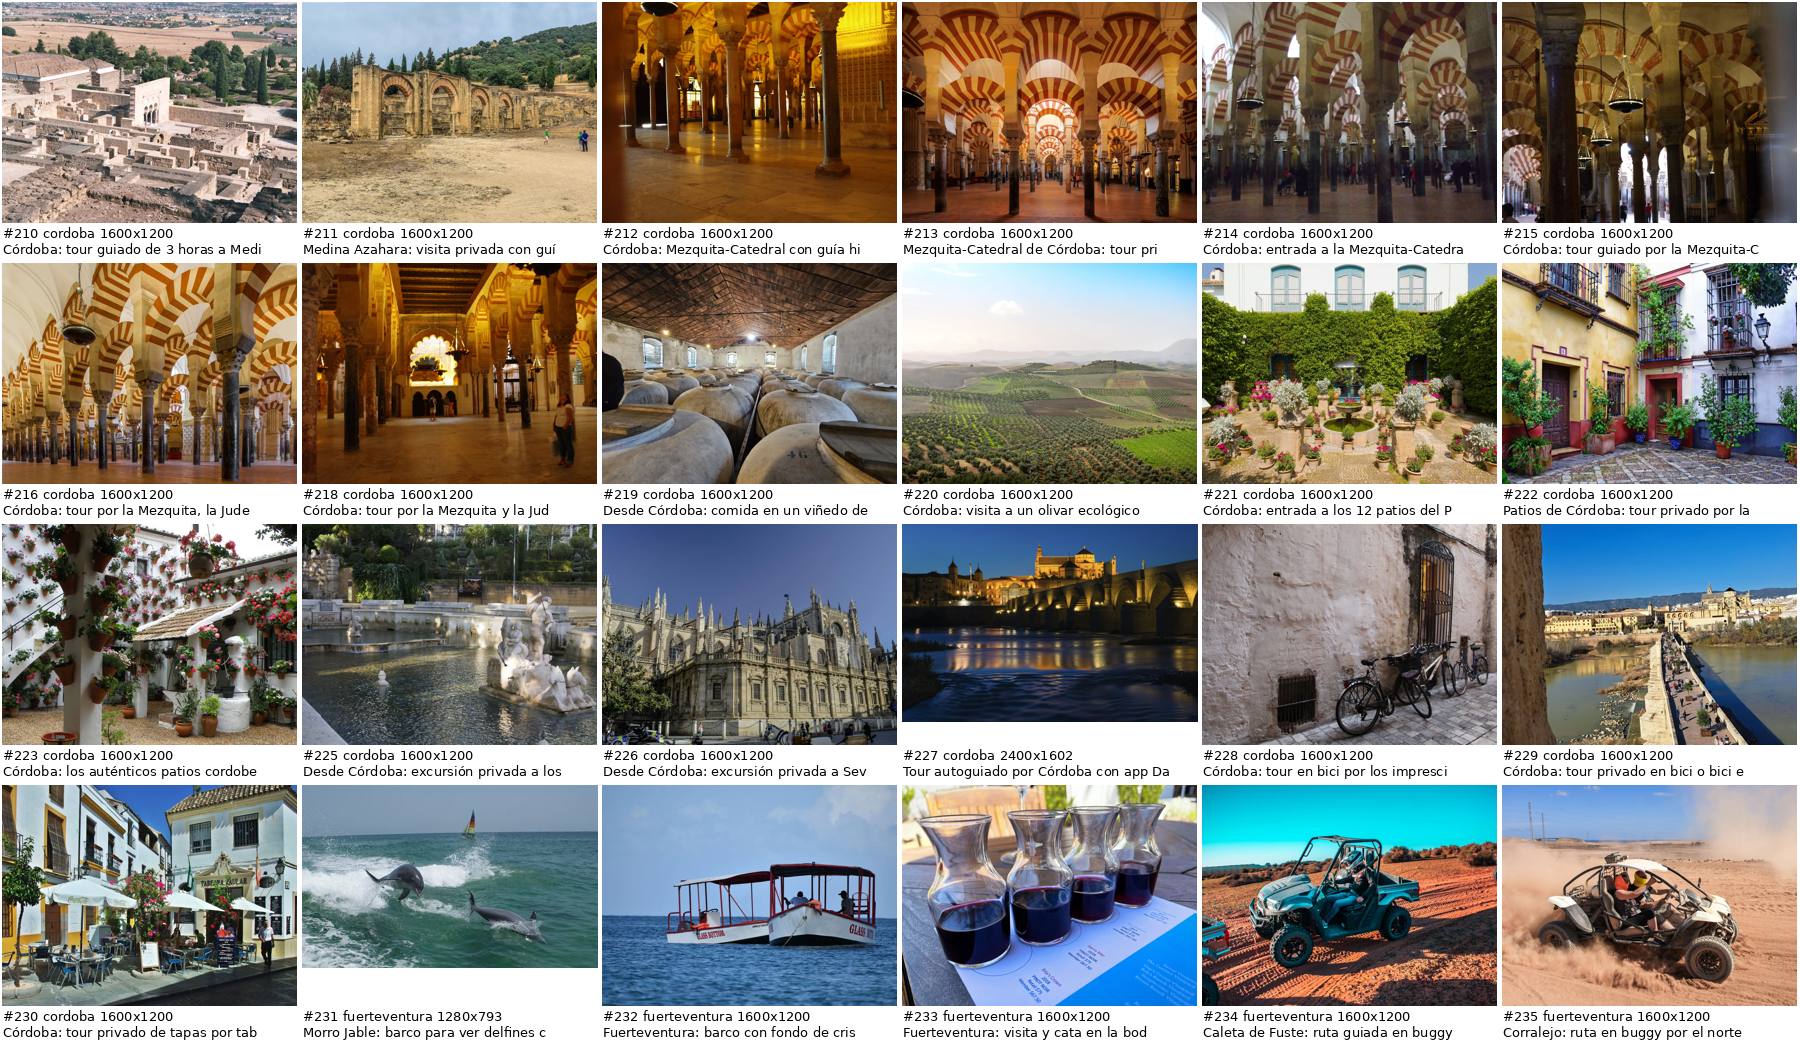 #210 cordoba 1600x1200
Córdoba: tour guiado de 3 horas a Medi
#211 cordoba 1600x1200
Medina Azahara: visita privada con guí
#212 cordoba 1600x1200
Córdoba: Mezquita-Catedral con guía hi
#213 cordoba 1600x1200
Mezquita-Catedral de Córdoba: tour pri
#214 cordoba 1600x1200
Córdoba: entrada a la Mezquita-Catedra
#215 cordoba 1600x1200
Córdoba: tour guiado por la Mezquita-C
#216 cordoba 1600x1200
Córdoba: tour por la Mezquita, la Jude
#218 cordoba 1600x1200
Córdoba: tour por la Mezquita y la Jud
#219 cordoba 1600x1200
Desde Córdoba: comida en un viñedo de
#220 cordoba 1600x1200
Córdoba: visita a un olivar ecológico
#221 cordoba 1600x1200
Córdoba: entrada a los 12 patios del P
#222 cordoba 1600x1200
Patios de Córdoba: tour privado por la
#223 cordoba 1600x1200
Córdoba: los auténticos patios cordobe
#225 cordoba 1600x1200
Desde Córdoba: excursión privada a los
#226 cordoba 1600x1200
Desde Córdoba: excursión privada a Sev
#227 cordoba 2400x1602
Tour autoguiado por Córdoba con app Da
#228 cordoba 1600x1200
Córdoba: tour en bici por los impresci
#229 cordoba 1600x1200
Córdoba: tour privado en bici o bici e
#230 cordoba 1600x1200
Córdoba: tour privado de tapas por tab
#231 fuerteventura 1280x793
Morro Jable: barco para ver delfines c
GLASS BOTTOM
GLASS
#232 fuerteventura 1600x1200
Fuerteventura: barco con fondo de cris
#233 fuerteventura 1600x1200
Fuerteventura: visita y cata en la bod
#234 fuerteventura 1600x1200
Caleta de Fuste: ruta guiada en buggy
#235 fuerteventura 1600x1200
Corralejo: ruta en buggy por el norte